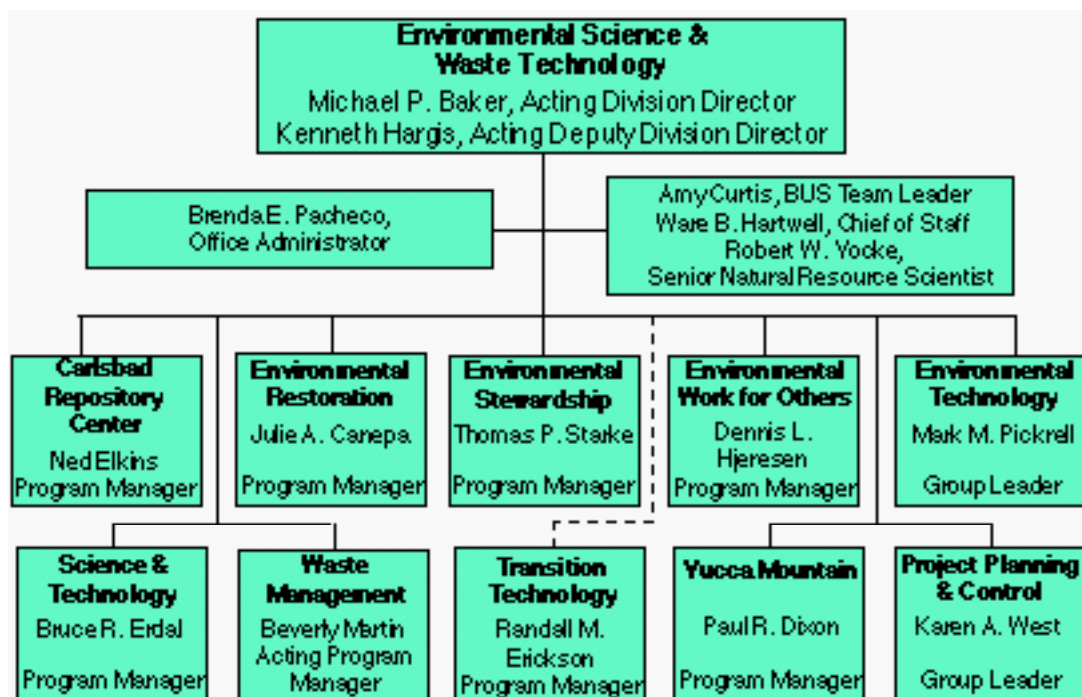 Environmental Science &
Waste Technology
Michael P. Baker, Acting Division Director
Kenneth Hargis, Acting Deputy Division Director
Brenda E. Pacheco,
Office Administrator
Amy Curtis, BUS Team Leader
Ware B. Hartwell, Chief of Staff
Robert W. Vocke,
Senior Natural Resource Scientist
Carlsbad
Repository
Center
Ned Elkins
Program Manager
Environmental
Restoration
Julie A. Canepa
Program Manager
Environmental
Stewardship
Thomas P. Starke
Program Manager
Environmental
Work for Others
Dennis L.
Hjeresen
Program Manager
Environmental
Technology
Mark M. Pickrell
Group Leader
Science &
Technology
Bruce R. Erdal
Program Manager
Waste
Management
Beverly Martin
Acting Program
Manager
Transition
Technology
Randall M.
Erickson
Program Manager
Yucca Mountain
Paul R. Dixon
Program Manager
Project Planning
& Control
Karen A. West
Group Leader